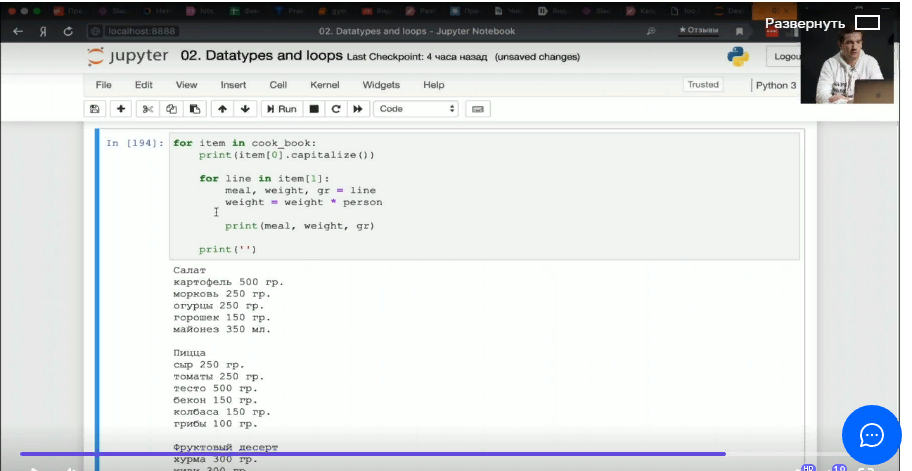 Развернуть
localhost:8888
02. Datatypes and loops - Jupyter Notebook
★ Отзывы
jupyter 02. Datatypes and loops Last Checkpoint: 4 часа назад (unsaved changes)
Logou
File Edit View Insert Cell Kernel Widgets Help
Trusted
Python 3
Run
Code
In [194]: for item in cook_book:
print(item[0].capitalize())
for line in item[1]:
meal, weight, gr = line
weight = weight * person
print(meal, weight, gr)
print('')
Салат
картофель 500 гр.
морковь 250 гр.
огурцы 250 гр.
горошек 150 гр.
майонез 350 мл.
Пицца
сыр 250 гр.
томаты 250 гр.
тесто 500 гр.
бекон 150 гр.
колбаса 150 гр.
грибы 100 гр.
Фруктовый десерт
хурма 300 гр.
HD
1.0